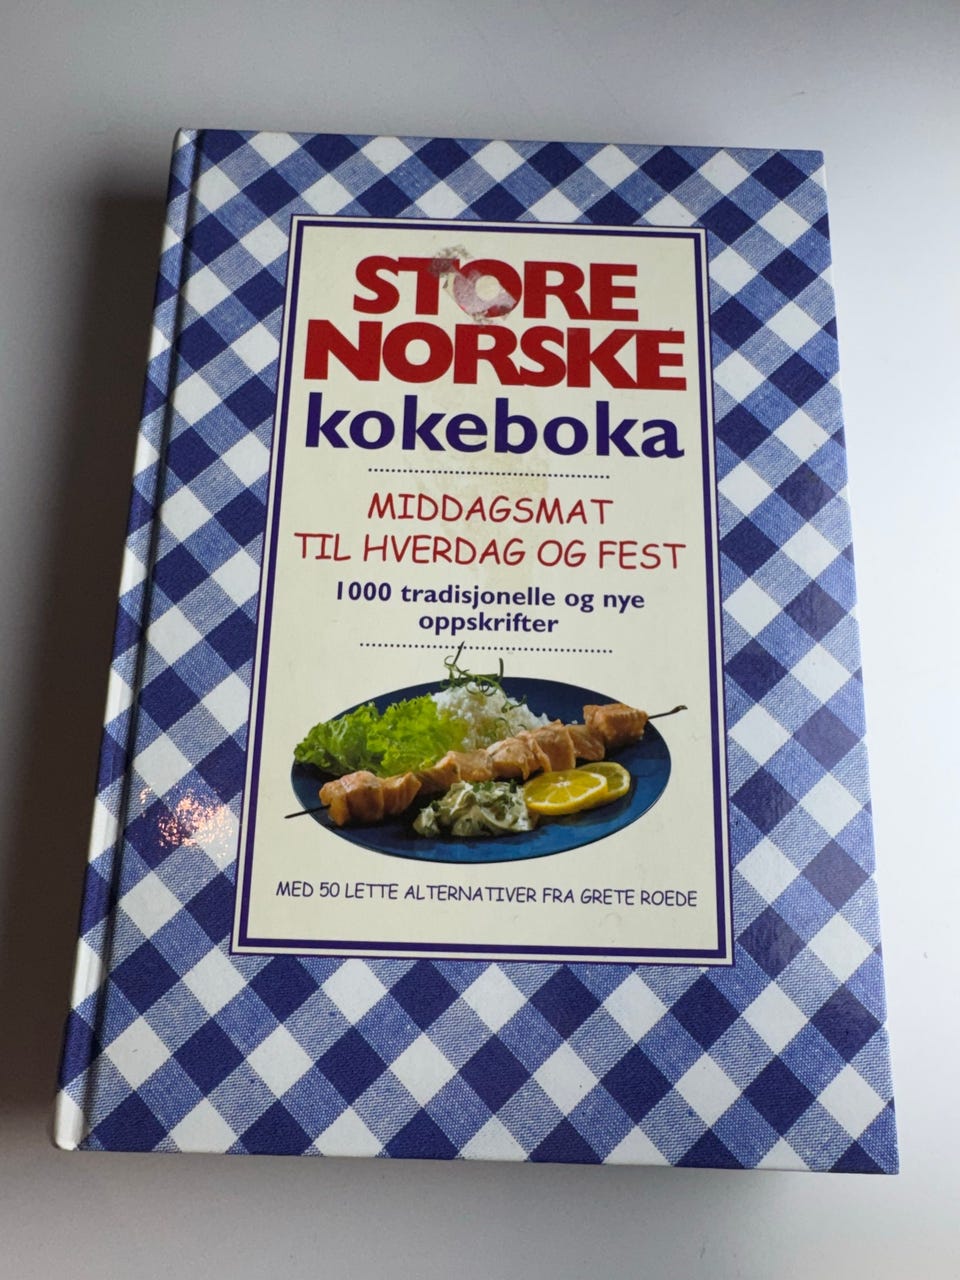 STORE
NORSKE
kokeboka
MIDDAGSMAT
TIL HVERDAG OG FEST
1000 tradisjonelle og nye
oppskrifter
MED 50 LETTE ALTERNATIVER FRA GRETE ROEDE